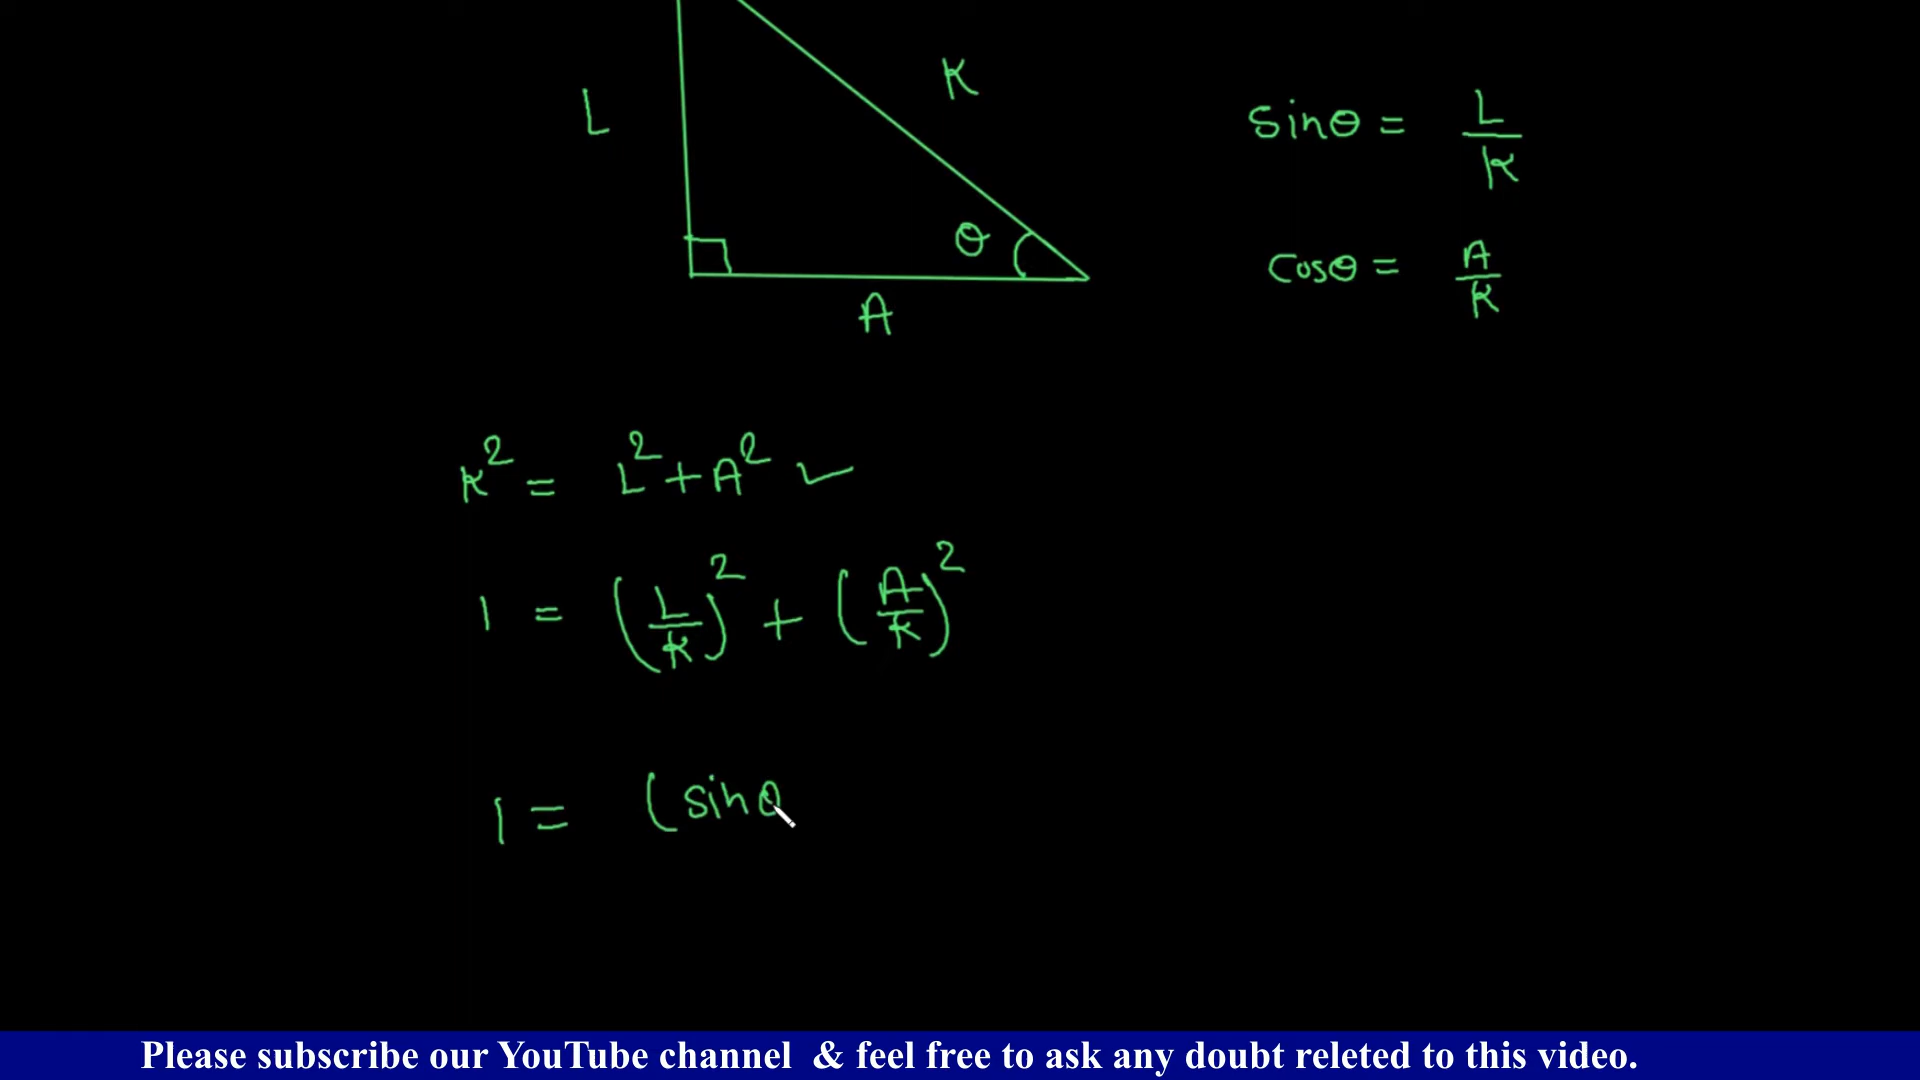 K
L
sinθ = L/K
θ
cosθ = A/K
A
K² = L² + A² ✓
1 = (L/K)² + (A/K)²
1 = (sinθ
Please subscribe our YouTube channel & feel free to ask any doubt releted to this video.